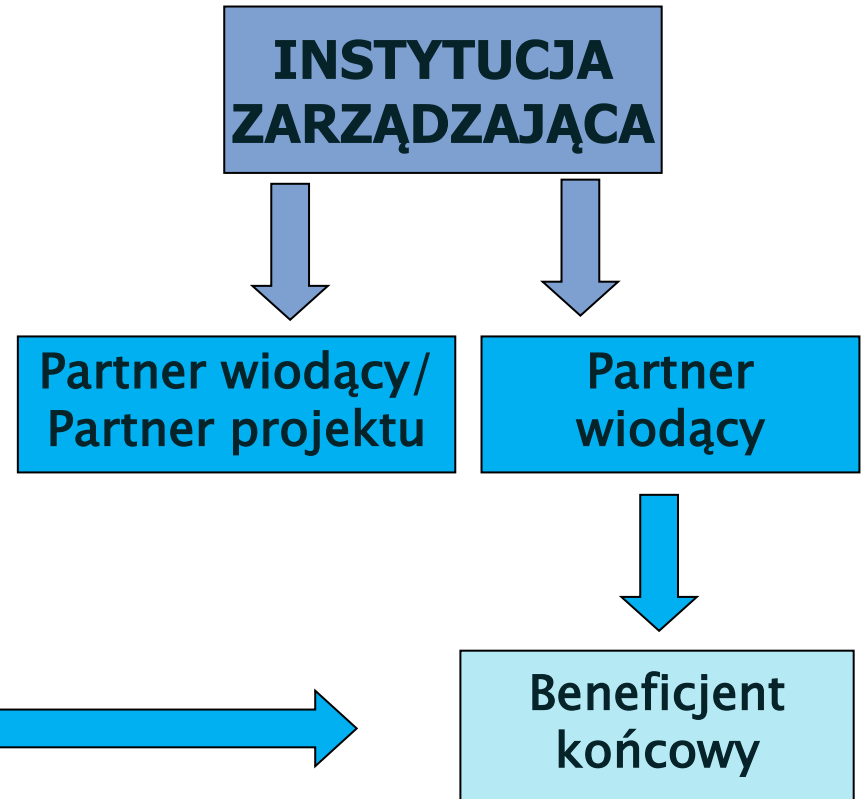 INSTYTUCJA
ZARZĄDZAJĄCA
Partner wiodący/
Partner projektu
Partner
wiodący
Beneficjent
końcowy